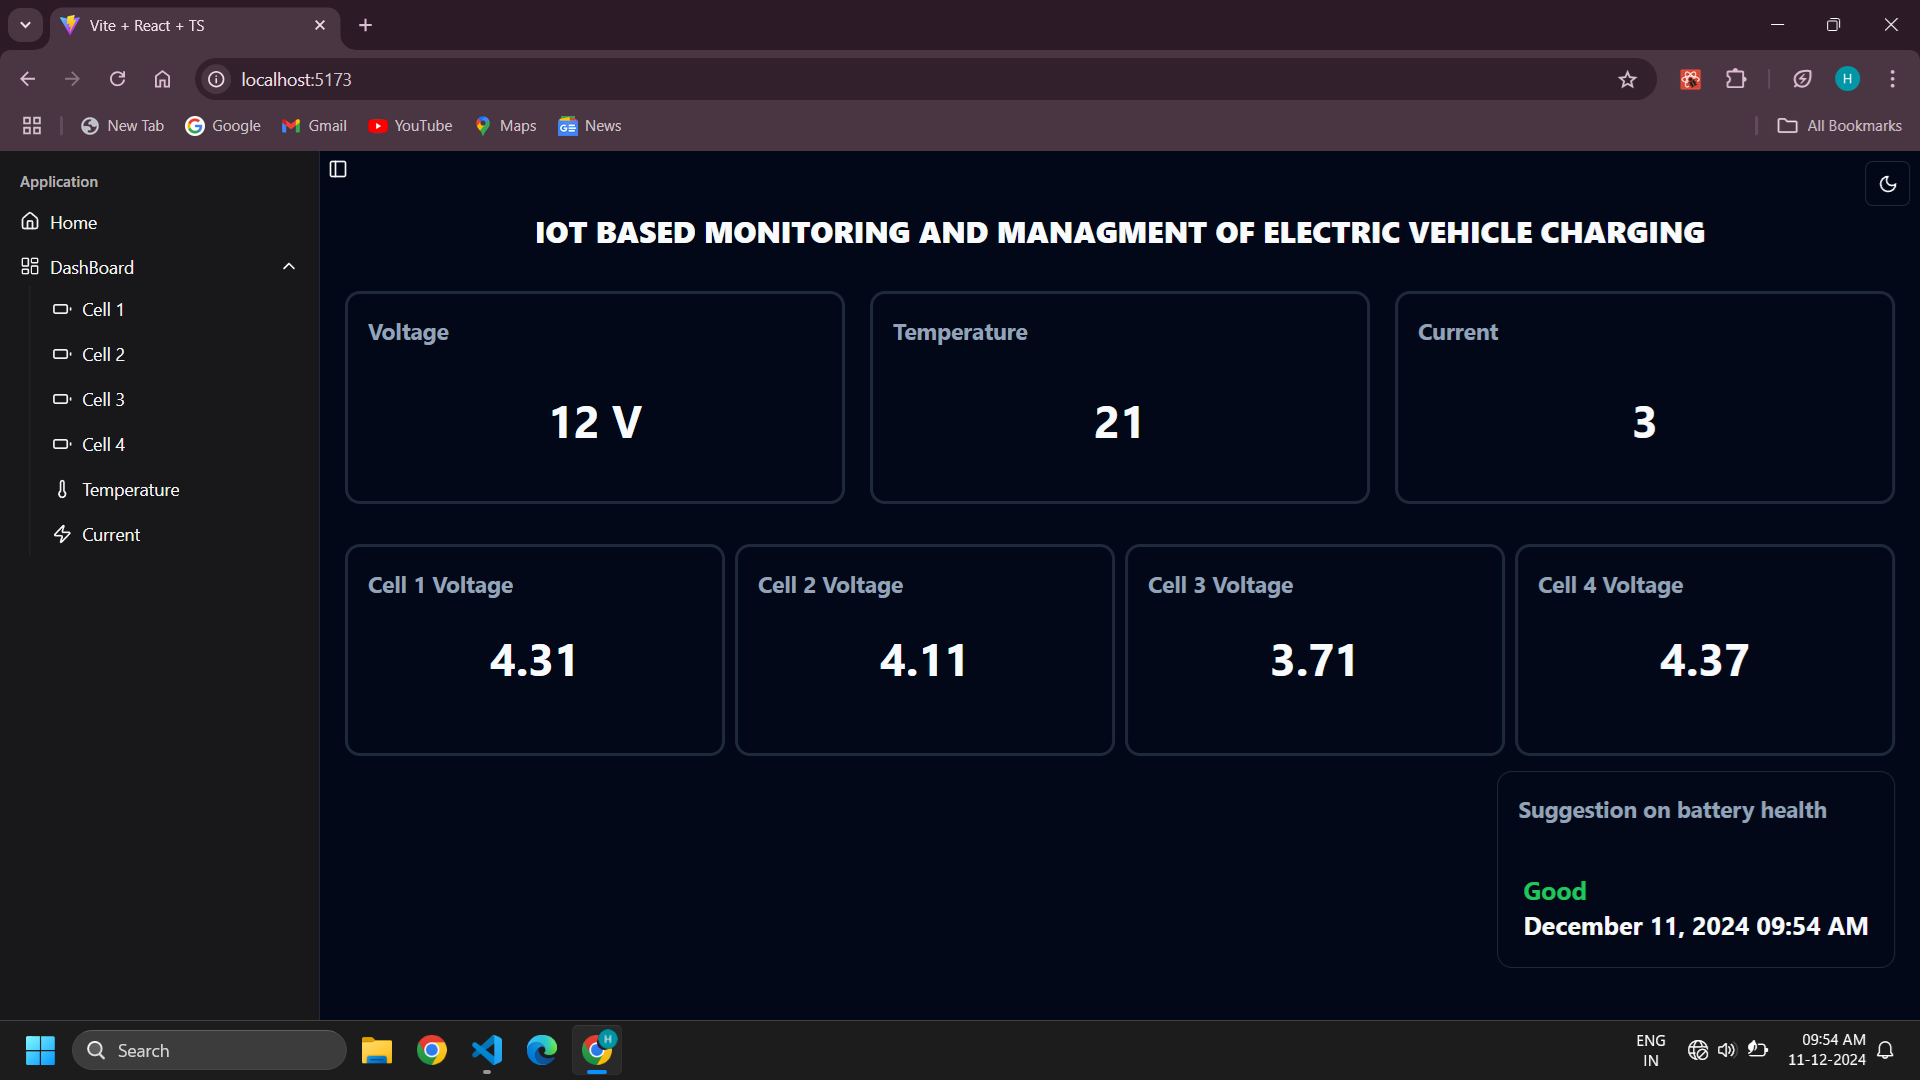 Vite + React + TS
localhost:5173
H
New Tab
Google
Gmail
YouTube
Maps
News
All Bookmarks
Application
Home
DashBoard
Cell 1
Cell 2
Cell 3
Cell 4
Temperature
Current
IOT BASED MONITORING AND MANAGMENT OF ELECTRIC VEHICLE CHARGING
Voltage
12 V
Temperature
21
Current
3
Cell 1 Voltage
4.31
Cell 2 Voltage
4.11
Cell 3 Voltage
3.71
Cell 4 Voltage
4.37
Suggestion on battery health
Good
December 11, 2024 09:54 AM
Search
H
ENG
IN
09:54 AM
11-12-2024